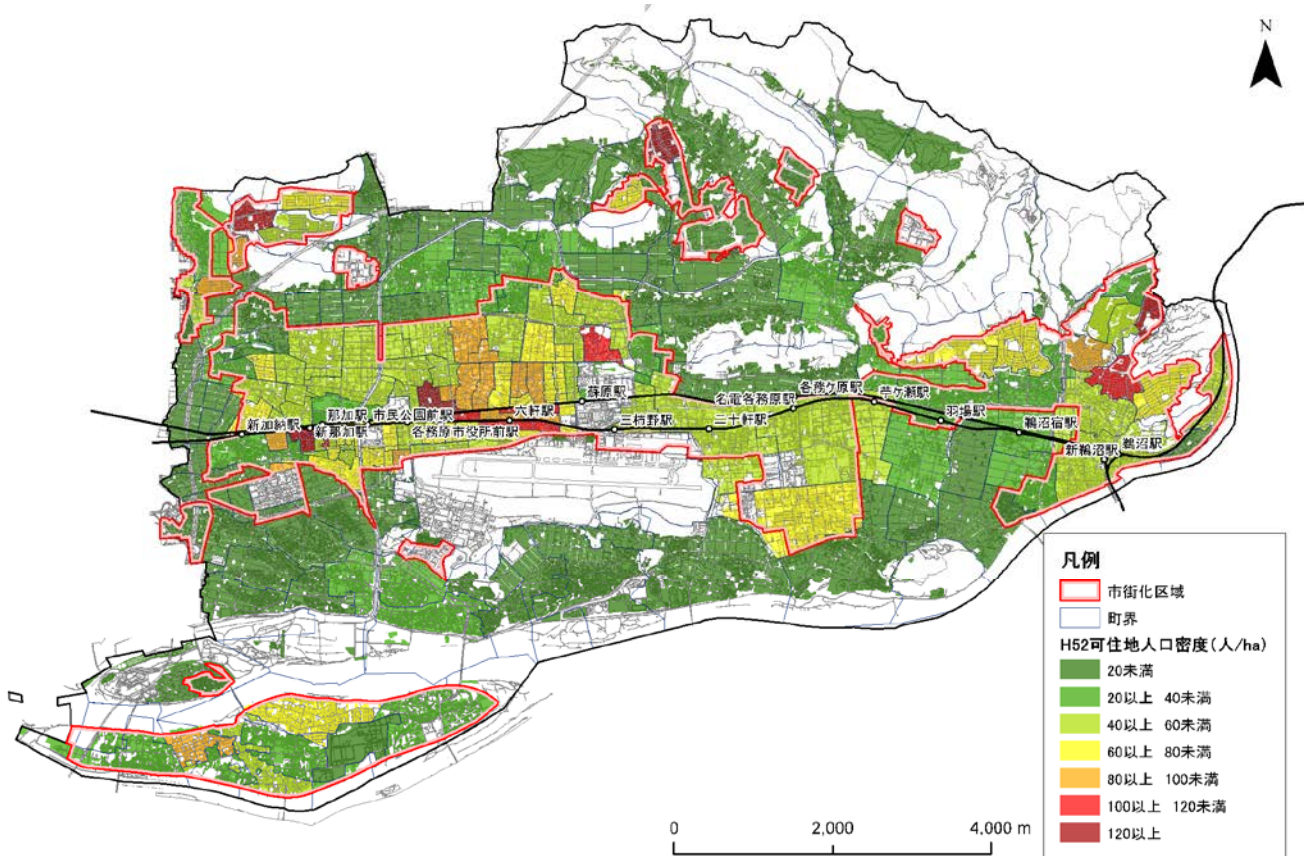 N
蘇原駅
各務ケ原駅
苧ヶ瀬駅
名電各務原駅
羽場駅
那加駅
市民公園前駅
六軒駅
新加納駅
新那加駅
各務原市役所前駅
三柿野駅
二十軒駅
鵜沼宿駅
新鵜沼駅
鵜沼駅
凡例
市街化区域
町界
H52可住地人口密度(人/ha)
20未満
20以上 40未満
40以上 60未満
60以上 80未満
80以上 100未満
100以上 120未満
120以上
0 2,000 4,000 m